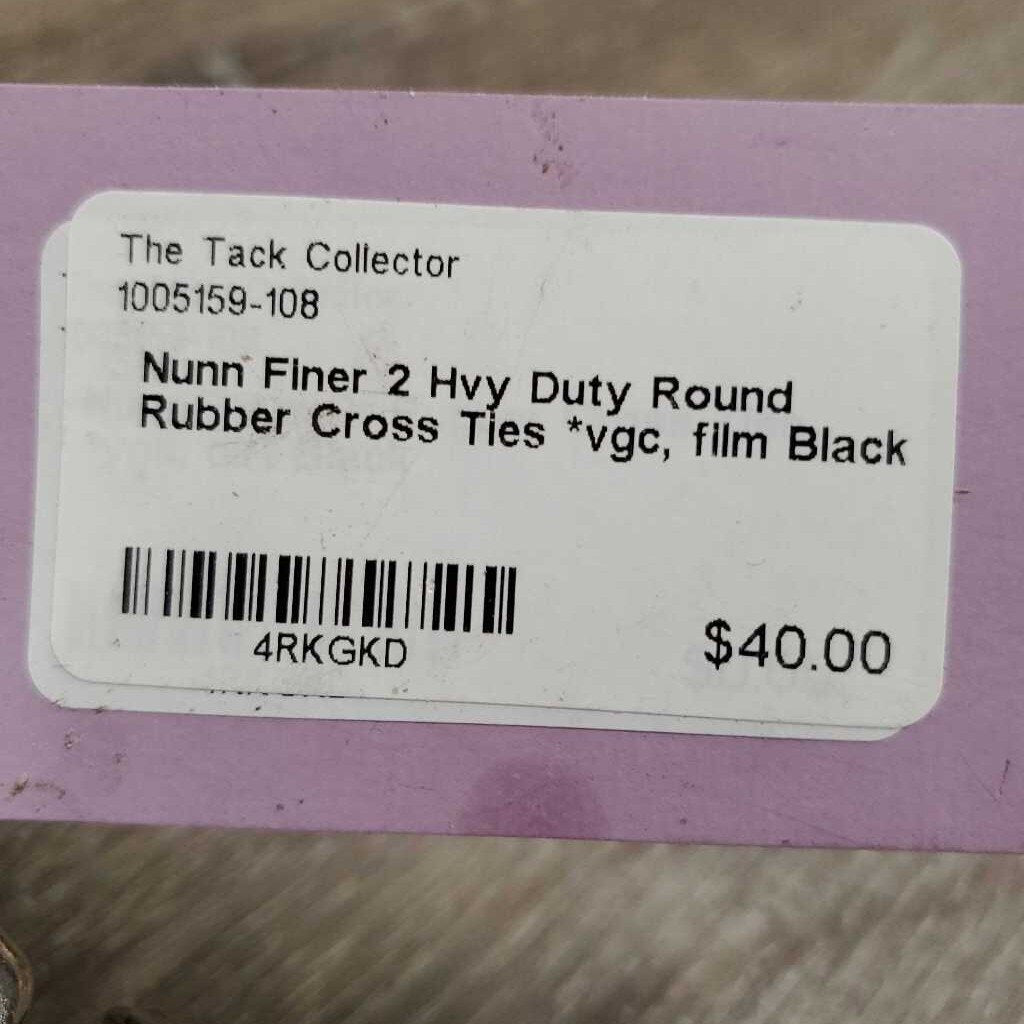 The Tack Collector
1005159-108
Nunn Finer 2 Hvy Duty Round
Rubber Cross Ties *vgc, film Black
4RKGKD
$40.00